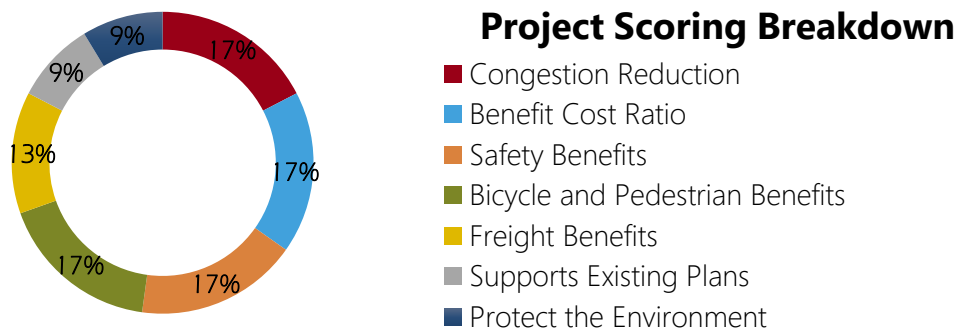 Project Scoring Breakdown
9%
17%
9%
13%
17%
17%
17%
Congestion Reduction
Benefit Cost Ratio
Safety Benefits
Bicycle and Pedestrian Benefits
Freight Benefits
Supports Existing Plans
Protect the Environment